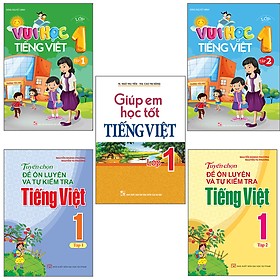 LỚP
VUI HỌC 1
TIẾNG VIỆT
TẬP 1
LỚP
VUI HỌC 1
TIẾNG VIỆT
TẬP 2
Giúp em
học tốt
TIẾNG VIỆT
Lớp 1
Tuyển chọn
ĐỀ ÔN LUYỆN
VÀ TỰ KIỂM TRA
Tiếng Việt
1
Tập 1
Tuyển chọn
ĐỀ ÔN LUYỆN
VÀ TỰ KIỂM TRA
Tiếng Việt
1
Tập 2